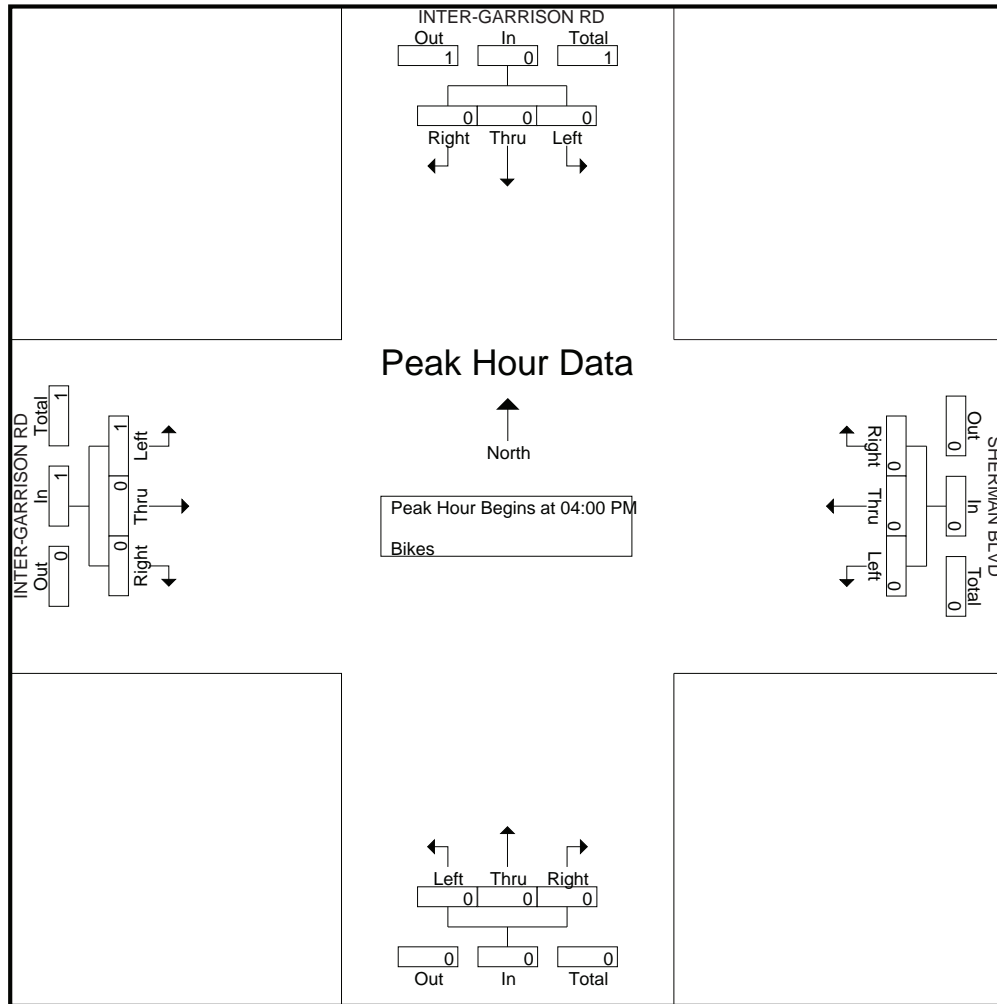 INTER-GARRISON RD
Out In Total
1 0 1
0 0 0
Right Thru Left
Peak Hour Data
North
Peak Hour Begins at 04:00 PM
Bikes
INTER-GARRISON RD
Out In Total
0 1 1
Right Thru Left
0 0 1
SHERMAN BLVD
Out In Total
0 0 0
Right Thru Left
0 0 0
Left Thru Right
0 0 0
0 0 0
Out In Total